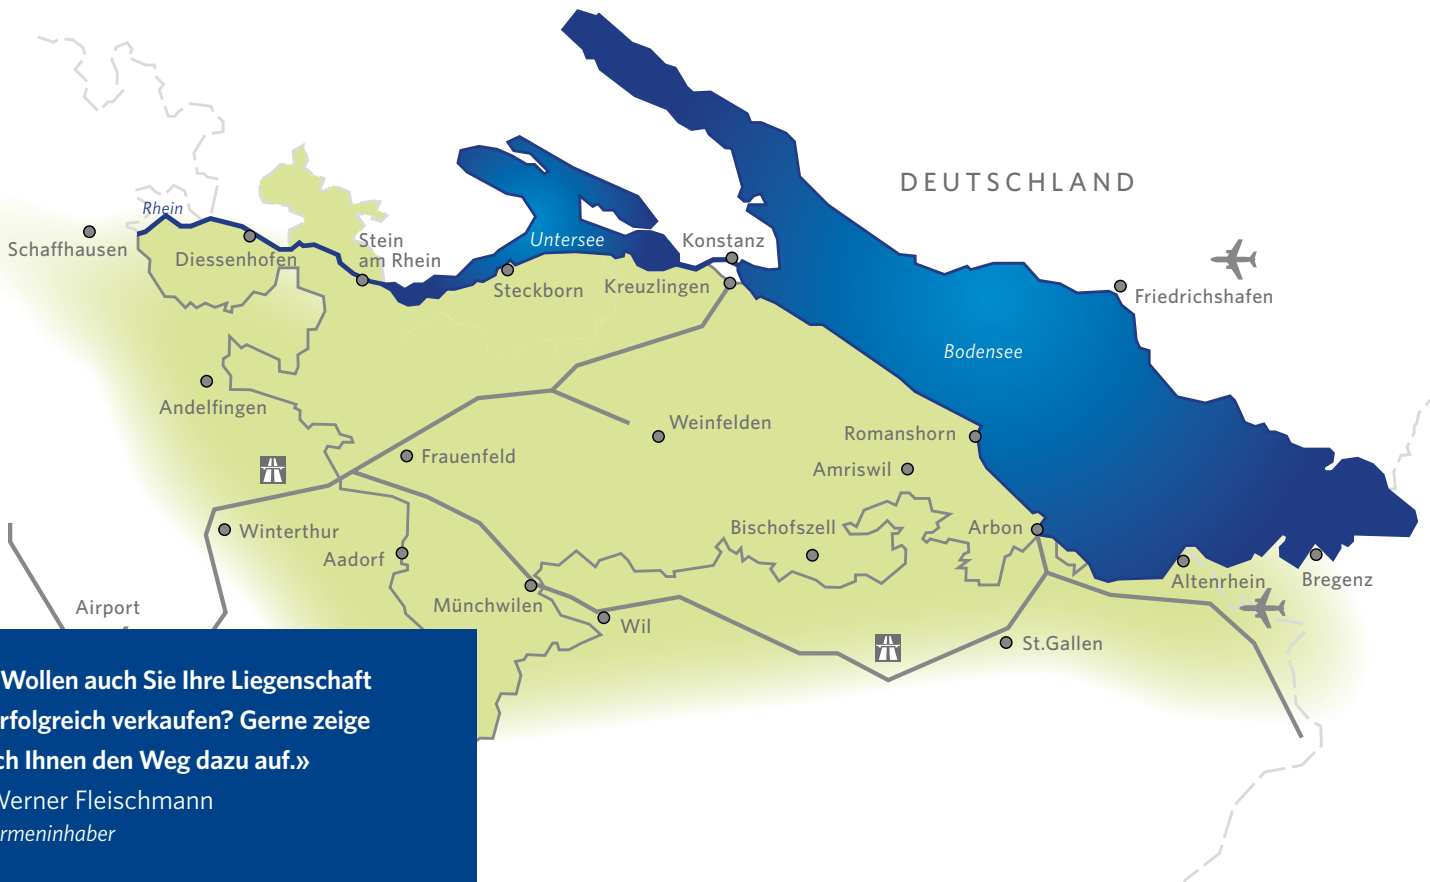 DEUTSCHLAND
Rhein
Schaffhausen
Diessenhofen
Stein
am Rhein
Untersee
Konstanz
Steckborn
Kreuzlingen
Friedrichshafen
Bodensee
Andelfingen
Weinfelden
Romanshorn
Frauenfeld
Amriswil
Winterthur
Bischofszell
Arbon
Aadorf
Altenrhein
Bregenz
Airport
Münchwilen
Wil
St.Gallen
Wollen auch Sie Ihre Liegenschaft
rfolgreich verkaufen? Gerne zeige
ch Ihnen den Weg dazu auf.»
Werner Fleischmann
rmeninhaber